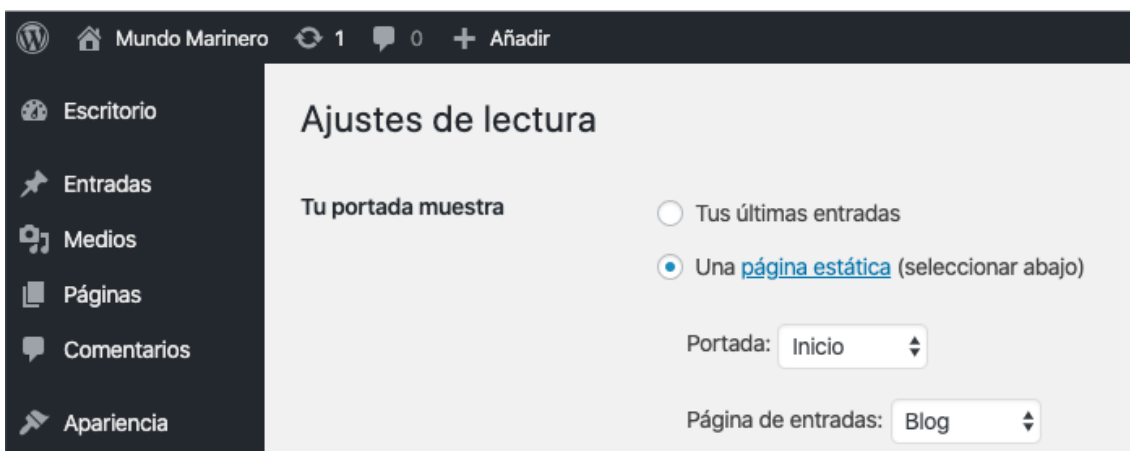 Mundo Marinero 1 0 Añadir
Escritorio
Entradas
Medios
Páginas
Comentarios
Apariencia
Ajustes de lectura
Tu portada muestra
Tus últimas entradas
Una página estática (seleccionar abajo)
Portada: Inicio
Página de entradas: Blog